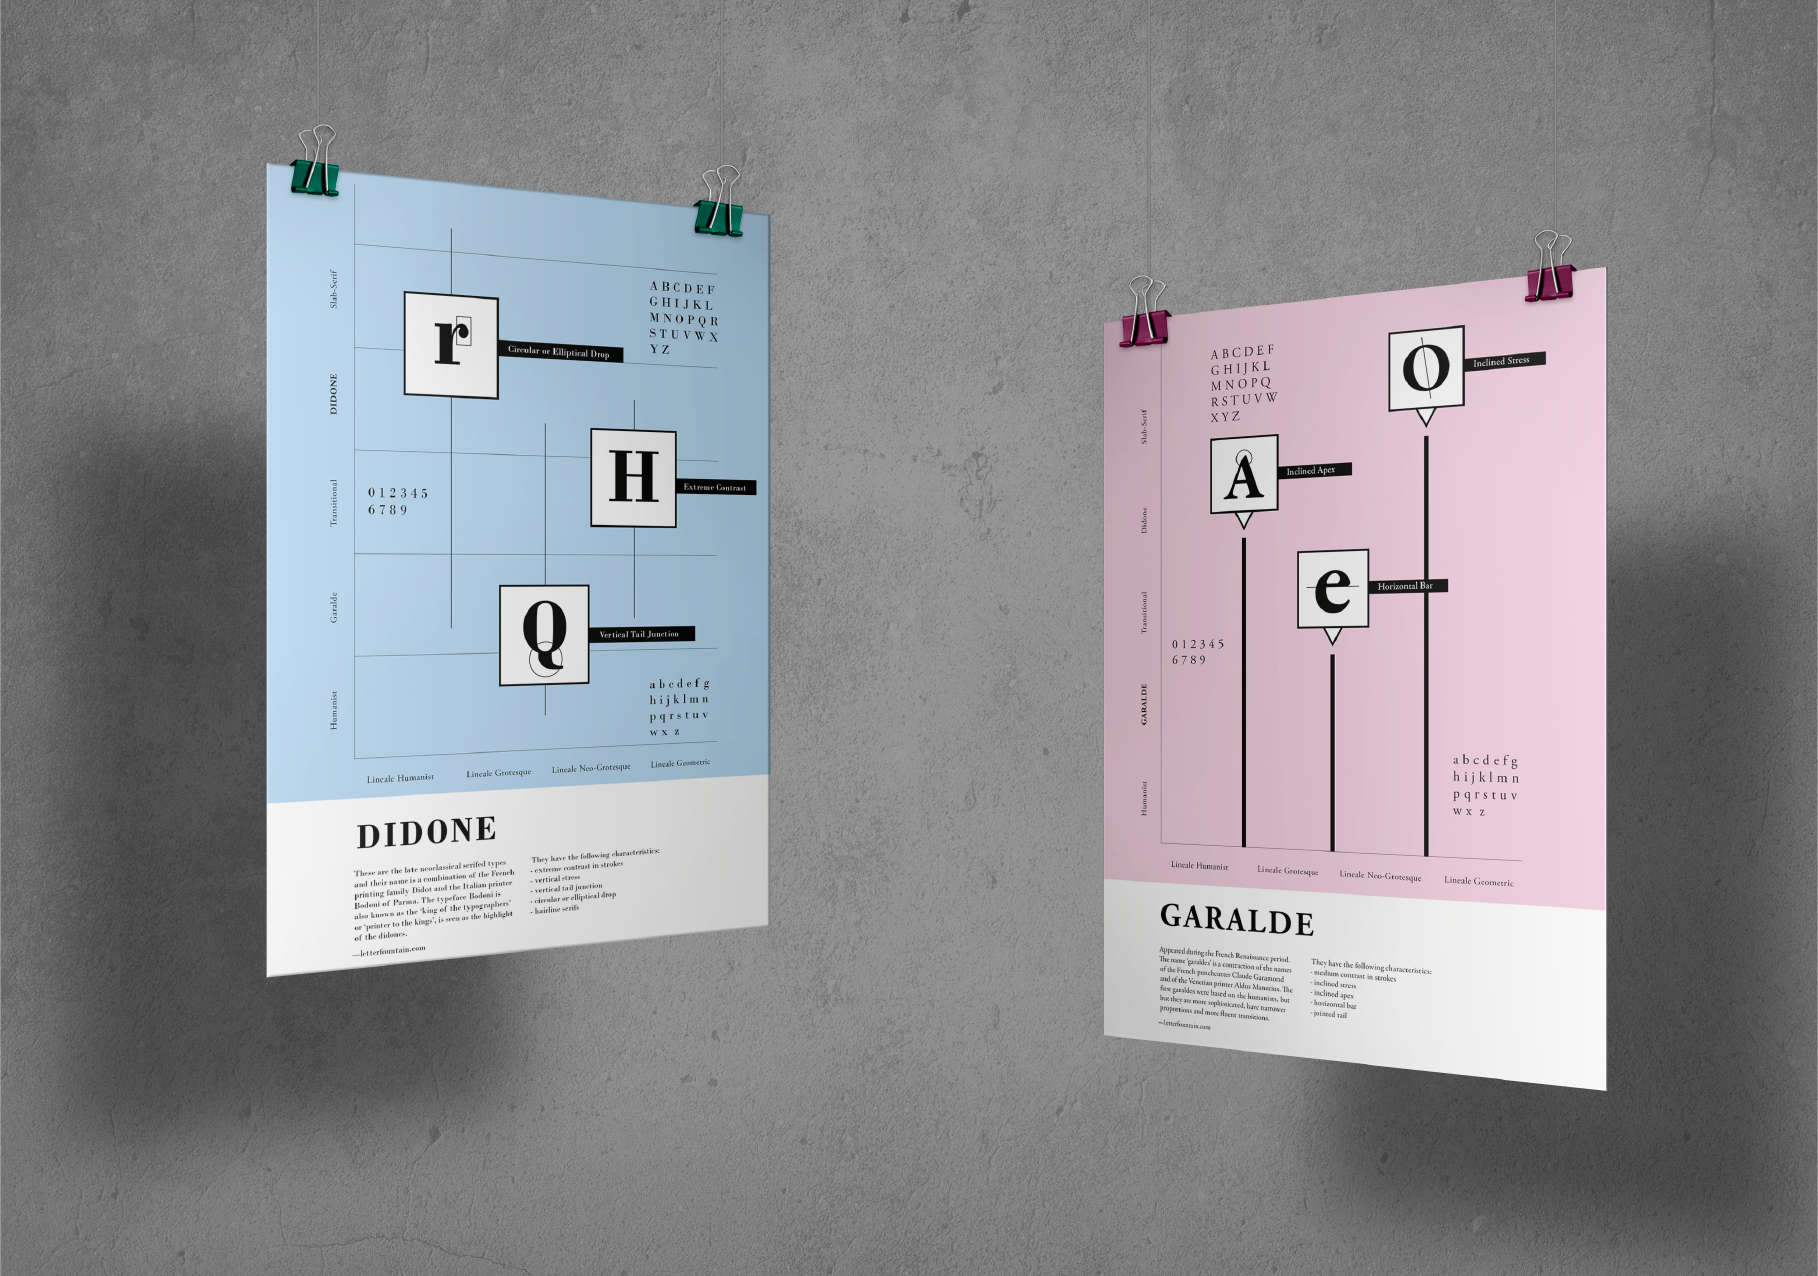 Slab-Serif
DIDONE
Transitional
Garalde
Humanist
r
Circular or Elliptical Drop
A B C D E F
G H I J K L
M N O P Q R
S T U V W X
Y Z
H
Extreme Contrast
0 1 2 3 4 5
6 7 8 9
Q
Vertical Tail Junction
a b c d e f g
h i j k l m n
p q r s t u v
w x z
Lineale Humanist
Lineale Grotesque
Lineale Neo-Grotesque
Lineale Geometric
DIDONE
These are the late neoclassical serifed types
and their name is a combination of the French
printing family Didot and the Italian printer
Bodoni of Parma. The typeface Bodoni is
also known as the 'king of the typographers'
or 'printer to the kings', is seen as the highlight
of the didones.
—letterfountain.com
They have the following characteristics:
- extreme contrast in strokes
- vertical stress
- vertical tail junction
- circular or elliptical drop
- hairline serifs
Slab-Serif
Didone
Transitional
GARALDE
Humanist
A B C D E F
G H I J K L
M N O P Q
R S T U V W
X Y Z
O
Inclined Stress
A
Inclined Apex
e
Horizontal Bar
0 1 2 3 4 5
6 7 8 9
a b c d e f g
h i j k l m n
p q r s t u v
w x z
Lineale Humanist
Lineale Grotesque
Lineale Neo-Grotesque
Lineale Geometric
GARALDE
Appeared during the French Renaissance period.
The name 'garaldes' is a contraction of the names
of the French punchcutter Claude Garamond
and of the Venetian printer Aldus Manutius. The
first garaldes were based on the humanists, but
but they are more sophisticated, have narrower
proportions and more fluent transitions.
—letterfountain.com
They have the following characteristics:
- medium contrast in strokes
- inclined stress
- inclined apex
- horizontal bar
- jointed tail